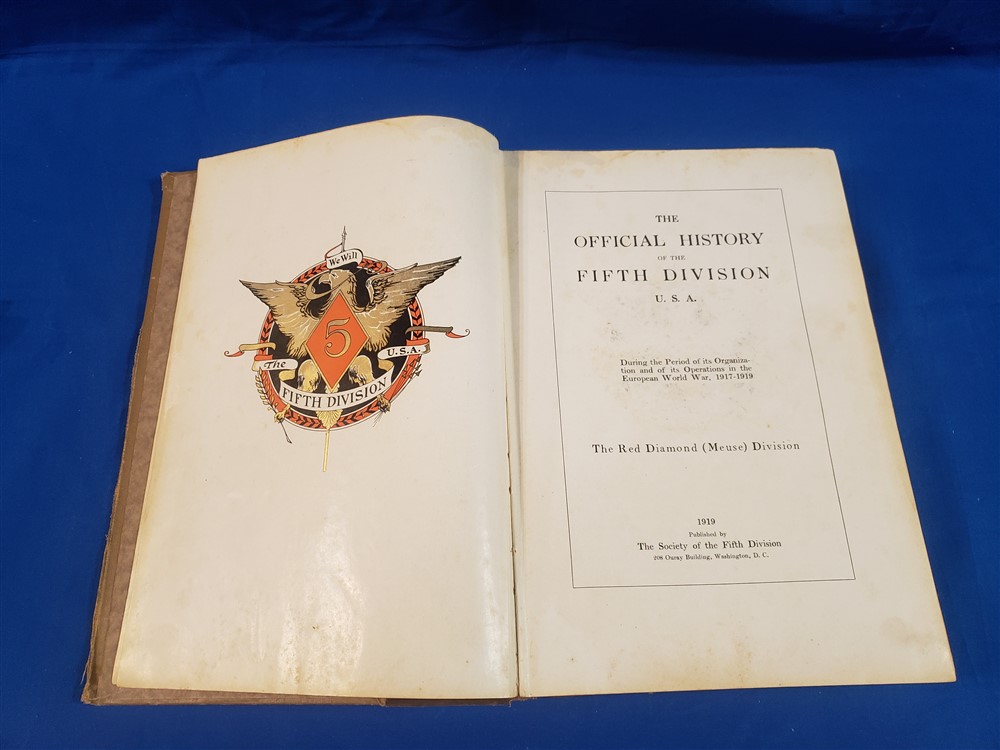 We Will
5
The
U.S.A.
FIFTH DIVISION
THE
OFFICIAL HISTORY
OF THE
FIFTH DIVISION
U. S. A.
During the Period of its Organiza-
tion and of its Operations in the
European World War, 1917-1919
The Red Diamond (Meuse) Division
1919
Published by
The Society of the Fifth Division
208 Ouray Building, Washington, D. C.